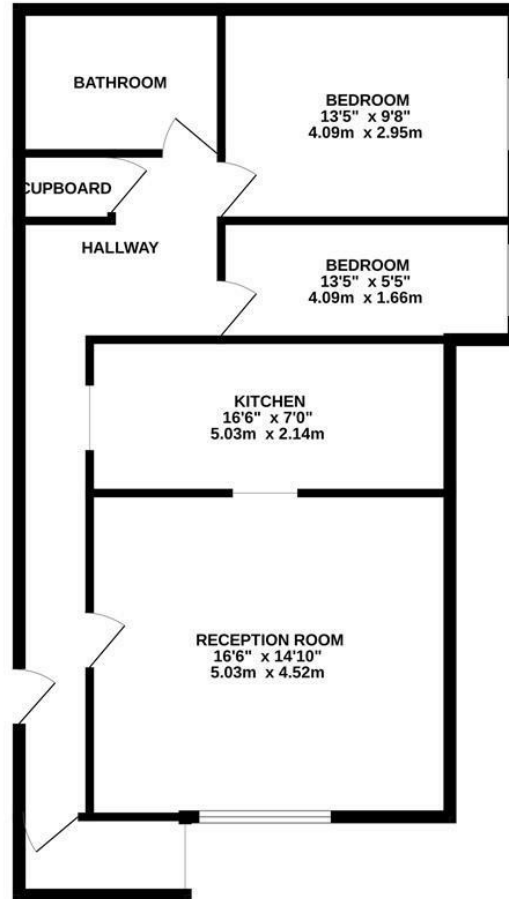 BATHROOM
BEDROOM
13'5" x 9'8"
4.09m x 2.95m
CUPBOARD
HALLWAY
BEDROOM
13'5" x 5'5"
4.09m x 1.66m
KITCHEN
16'6" x 7'0"
5.03m x 2.14m
RECEPTION ROOM
16'6" x 14'10"
5.03m x 4.52m